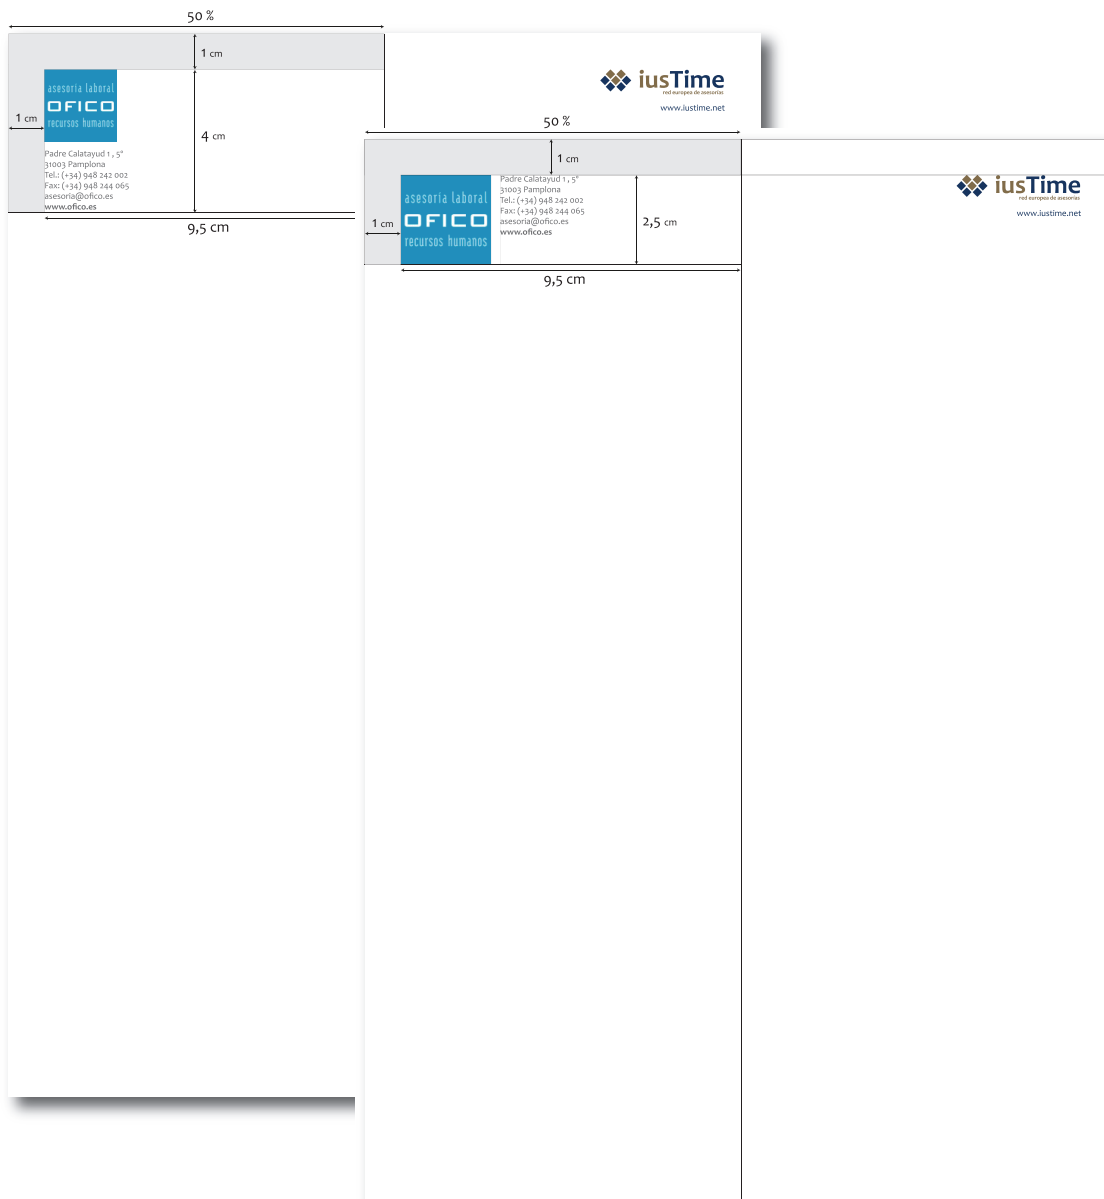 50 %
1 cm
asesoría laboral
OFICO
recursos humanos
1 cm
4 cm
Padre Calatayud 1 , 5°
31003 Pamplona
Tel.: (+34) 948 242 002
Fax: (+34) 948 244 065
asesoria@ofico.es
www.ofico.es
9,5 cm
iusTime
red europea de asesorías
www.iustime.net
50 %
1 cm
asesoría laboral
OFICO
recursos humanos
1 cm
Padre Calatayud 1 , 5°
31003 Pamplona
Tel.: (+34) 948 242 002
Fax: (+34) 948 244 065
asesoria@ofico.es
www.ofico.es
2,5 cm
9,5 cm
iusTime
red europea de asesorías
www.iustime.net